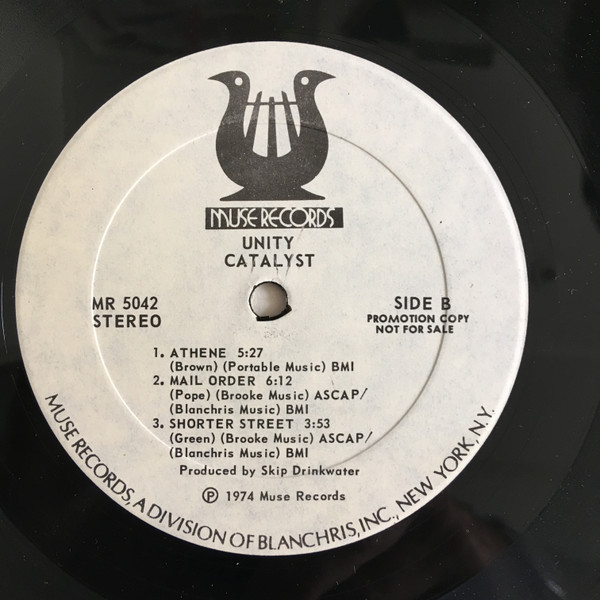 MUSE RECORDS
UNITY
CATALYST
MR 5042
STEREO
SIDE B
PROMOTION COPY
NOT FOR SALE
1. ATHENE 5:27
(Brown) (Portable Music) BMI
2. MAIL ORDER 6:12
(Pope) (Brooke Music) ASCAP/
(Blanchris Music) BMI
3. SHORTER STREET 3:53
(Green) (Brooke Music) ASCAP/
(Blanchris Music) BMI
Produced by Skip Drinkwater
℗ 1974 Muse Records
MUSE RECORDS, A DIVISION OF BLANCHRIS, INC., NEW YORK, N.Y.